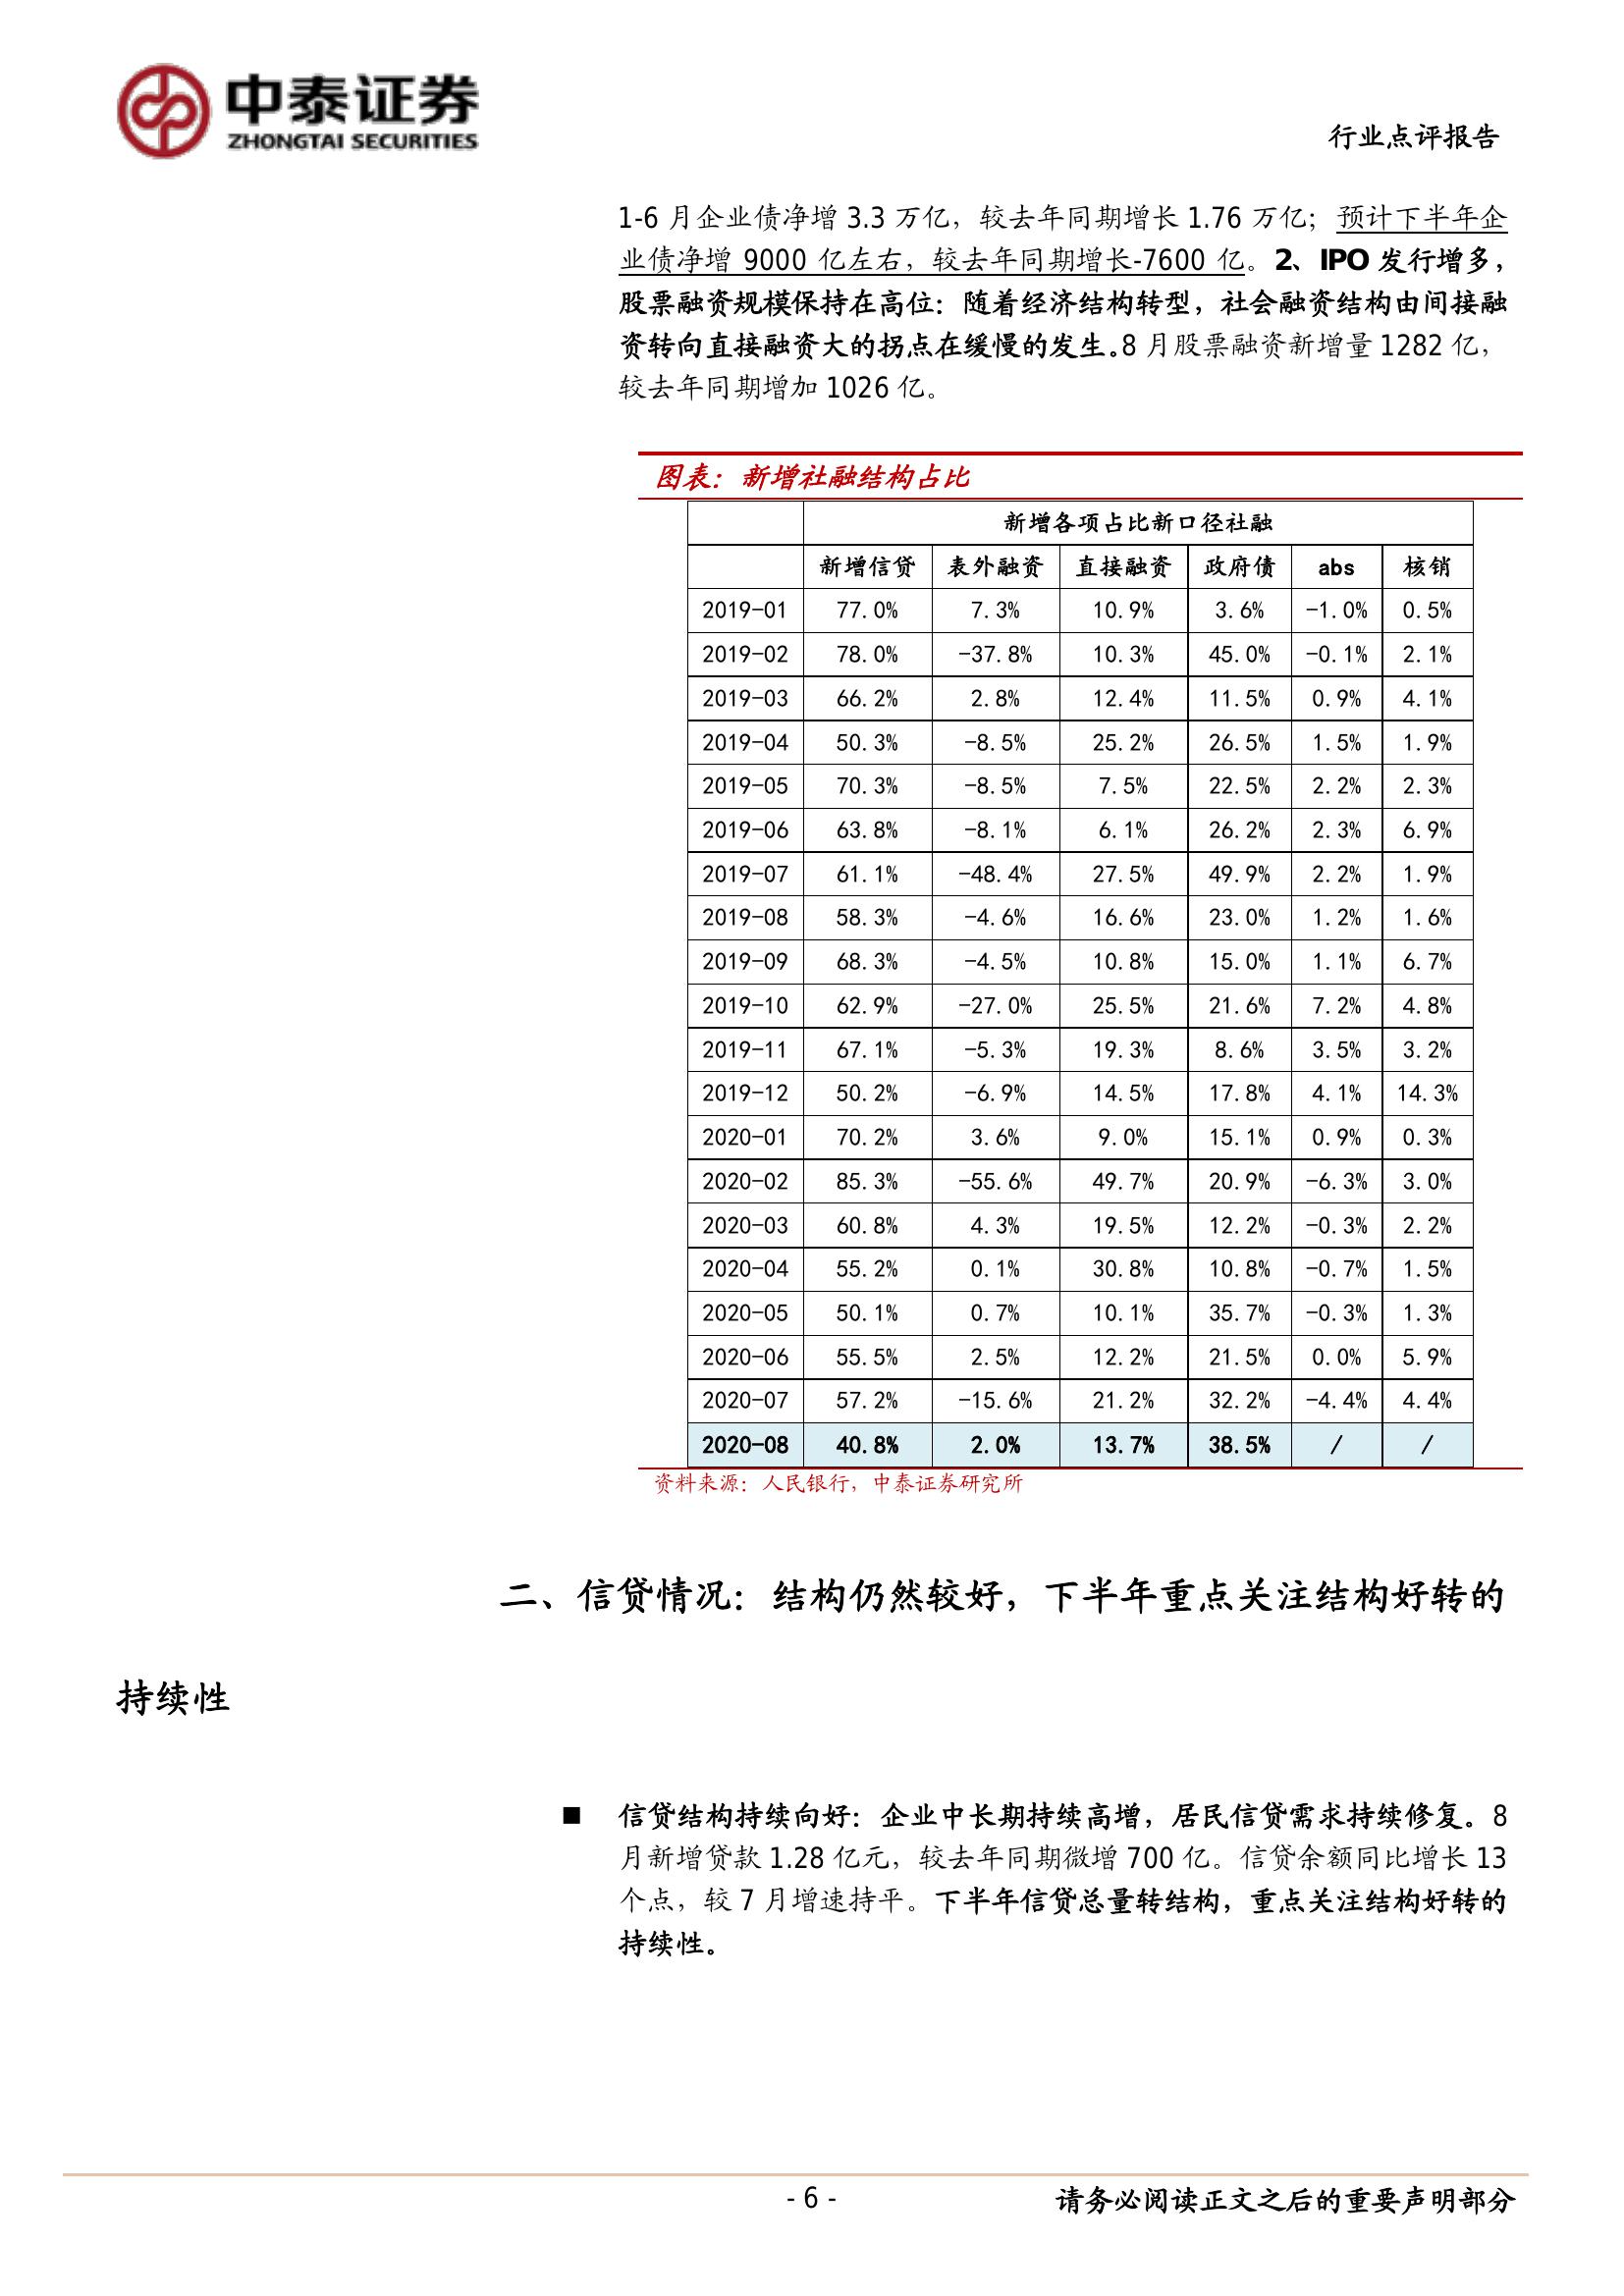 中泰证券
ZHONGTAI SECURITIES
行业点评报告
1-6 月企业债净增 3.3 万亿，较去年同期增长 1.76 万亿；预计下半年企
业债净增 9000 亿左右，较去年同期增长-7600 亿。2、IPO 发行增多，
股票融资规模保持在高位：随着经济结构转型，社会融资结构由间接融
资转向直接融资大的拐点在缓慢的发生。8 月股票融资新增量 1282 亿，
较去年同期增加 1026 亿。
图表：新增社融结构占比
新增各项占比新口径社融
新增信贷 表外融资 直接融资 政府债 abs 核销
2019-01 77.0% 7.3% 10.9% 3.6% -1.0% 0.5%
2019-02 78.0% -37.8% 10.3% 45.0% -0.1% 2.1%
2019-03 66.2% 2.8% 12.4% 11.5% 0.9% 4.1%
2019-04 50.3% -8.5% 25.2% 26.5% 1.5% 1.9%
2019-05 70.3% -8.5% 7.5% 22.5% 2.2% 2.3%
2019-06 63.8% -8.1% 6.1% 26.2% 2.3% 6.9%
2019-07 61.1% -48.4% 27.5% 49.9% 2.2% 1.9%
2019-08 58.3% -4.6% 16.6% 23.0% 1.2% 1.6%
2019-09 68.3% -4.5% 10.8% 15.0% 1.1% 6.7%
2019-10 62.9% -27.0% 25.5% 21.6% 7.2% 4.8%
2019-11 67.1% -5.3% 19.3% 8.6% 3.5% 3.2%
2019-12 50.2% -6.9% 14.5% 17.8% 4.1% 14.3%
2020-01 70.2% 3.6% 9.0% 15.1% 0.9% 0.3%
2020-02 85.3% -55.6% 49.7% 20.9% -6.3% 3.0%
2020-03 60.8% 4.3% 19.5% 12.2% -0.3% 2.2%
2020-04 55.2% 0.1% 30.8% 10.8% -0.7% 1.5%
2020-05 50.1% 0.7% 10.1% 35.7% -0.3% 1.3%
2020-06 55.5% 2.5% 12.2% 21.5% 0.0% 5.9%
2020-07 57.2% -15.6% 21.2% 32.2% -4.4% 4.4%
2020-08 40.8% 2.0% 13.7% 38.5% / /
资料来源：人民银行，中泰证券研究所
二、信贷情况：结构仍然较好，下半年重点关注结构好转的
持续性
■ 信贷结构持续向好：企业中长期持续高增，居民信贷需求持续修复。8
月新增贷款 1.28 亿元，较去年同期微增 700 亿。信贷余额同比增长 13
个点，较 7 月增速持平。下半年信贷总量转结构，重点关注结构好转的
持续性。
- 6 -
请务必阅读正文之后的重要声明部分